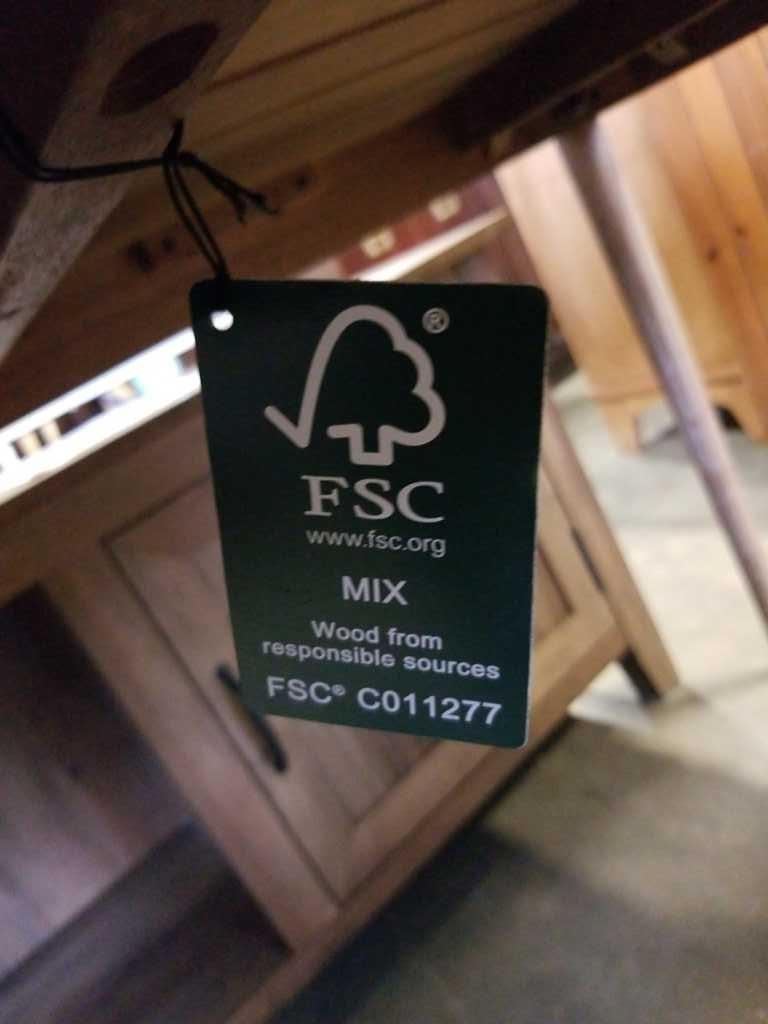 ®
FSC
www.fsc.org
MIX
Wood from
responsible sources
FSC® C011277